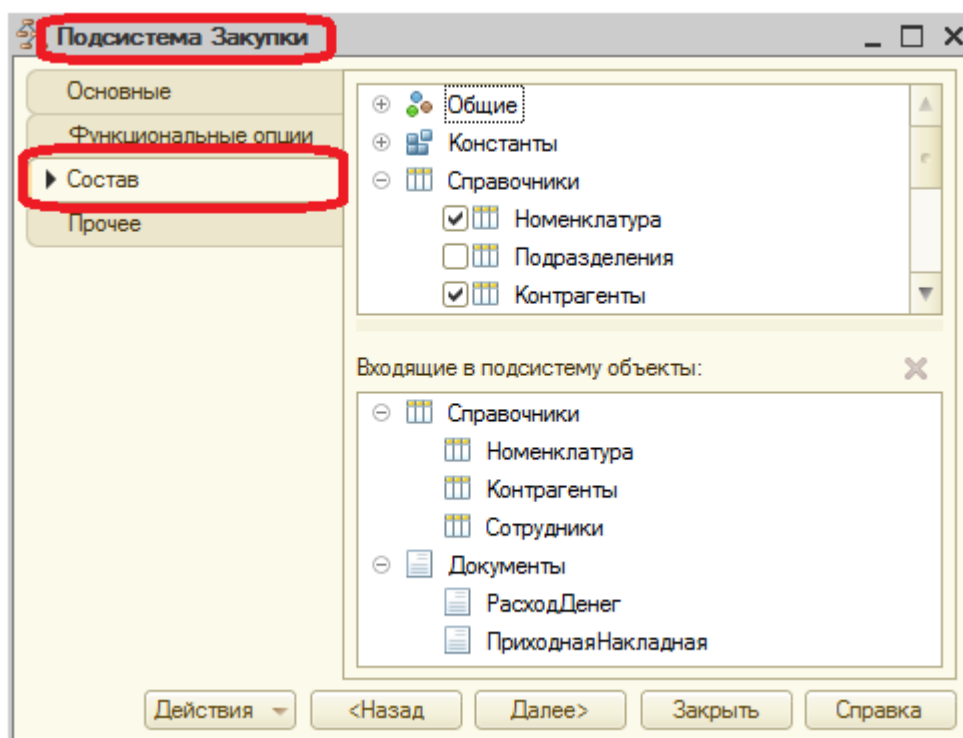 Подсистема Закупки
Основные
Функциональные опции
Состав
Прочее
Общие
Константы
Справочники
Номенклатура
Подразделения
Контрагенты
Входящие в подсистему объекты:
Справочники
Номенклатура
Контрагенты
Сотрудники
Документы
РасходДенег
ПриходнаяНакладная
Действия <Назад Далее> Закрыть Справка